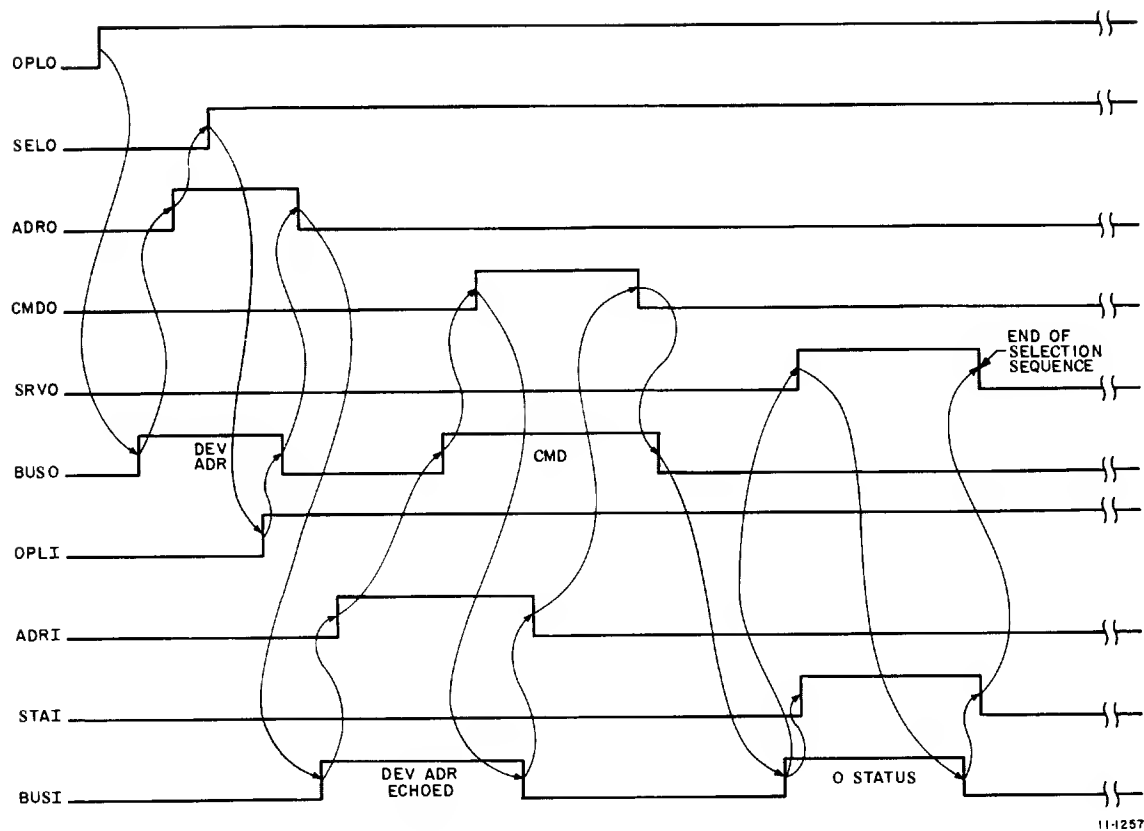 OPLO
SELO
ADRO
CMDO
SRVO
END OF
SELECTION
SEQUENCE
BUSO
DEV
ADR
CMD
OPLI
ADRI
STAI
BUSI
DEV ADR
ECHOED
O STATUS
11-1257